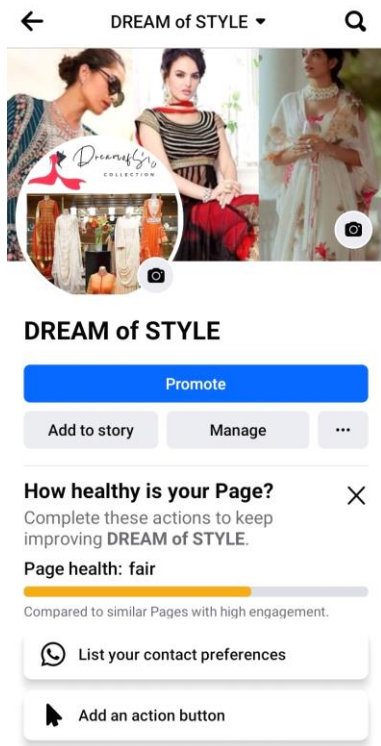 DREAM of STYLE
COLLECTION
DREAM of STYLE
Promote
Add to story
Manage
How healthy is your Page?
Complete these actions to keep
improving DREAM of STYLE.
Page health: fair
Compared to similar Pages with high engagement.
List your contact preferences
Add an action button